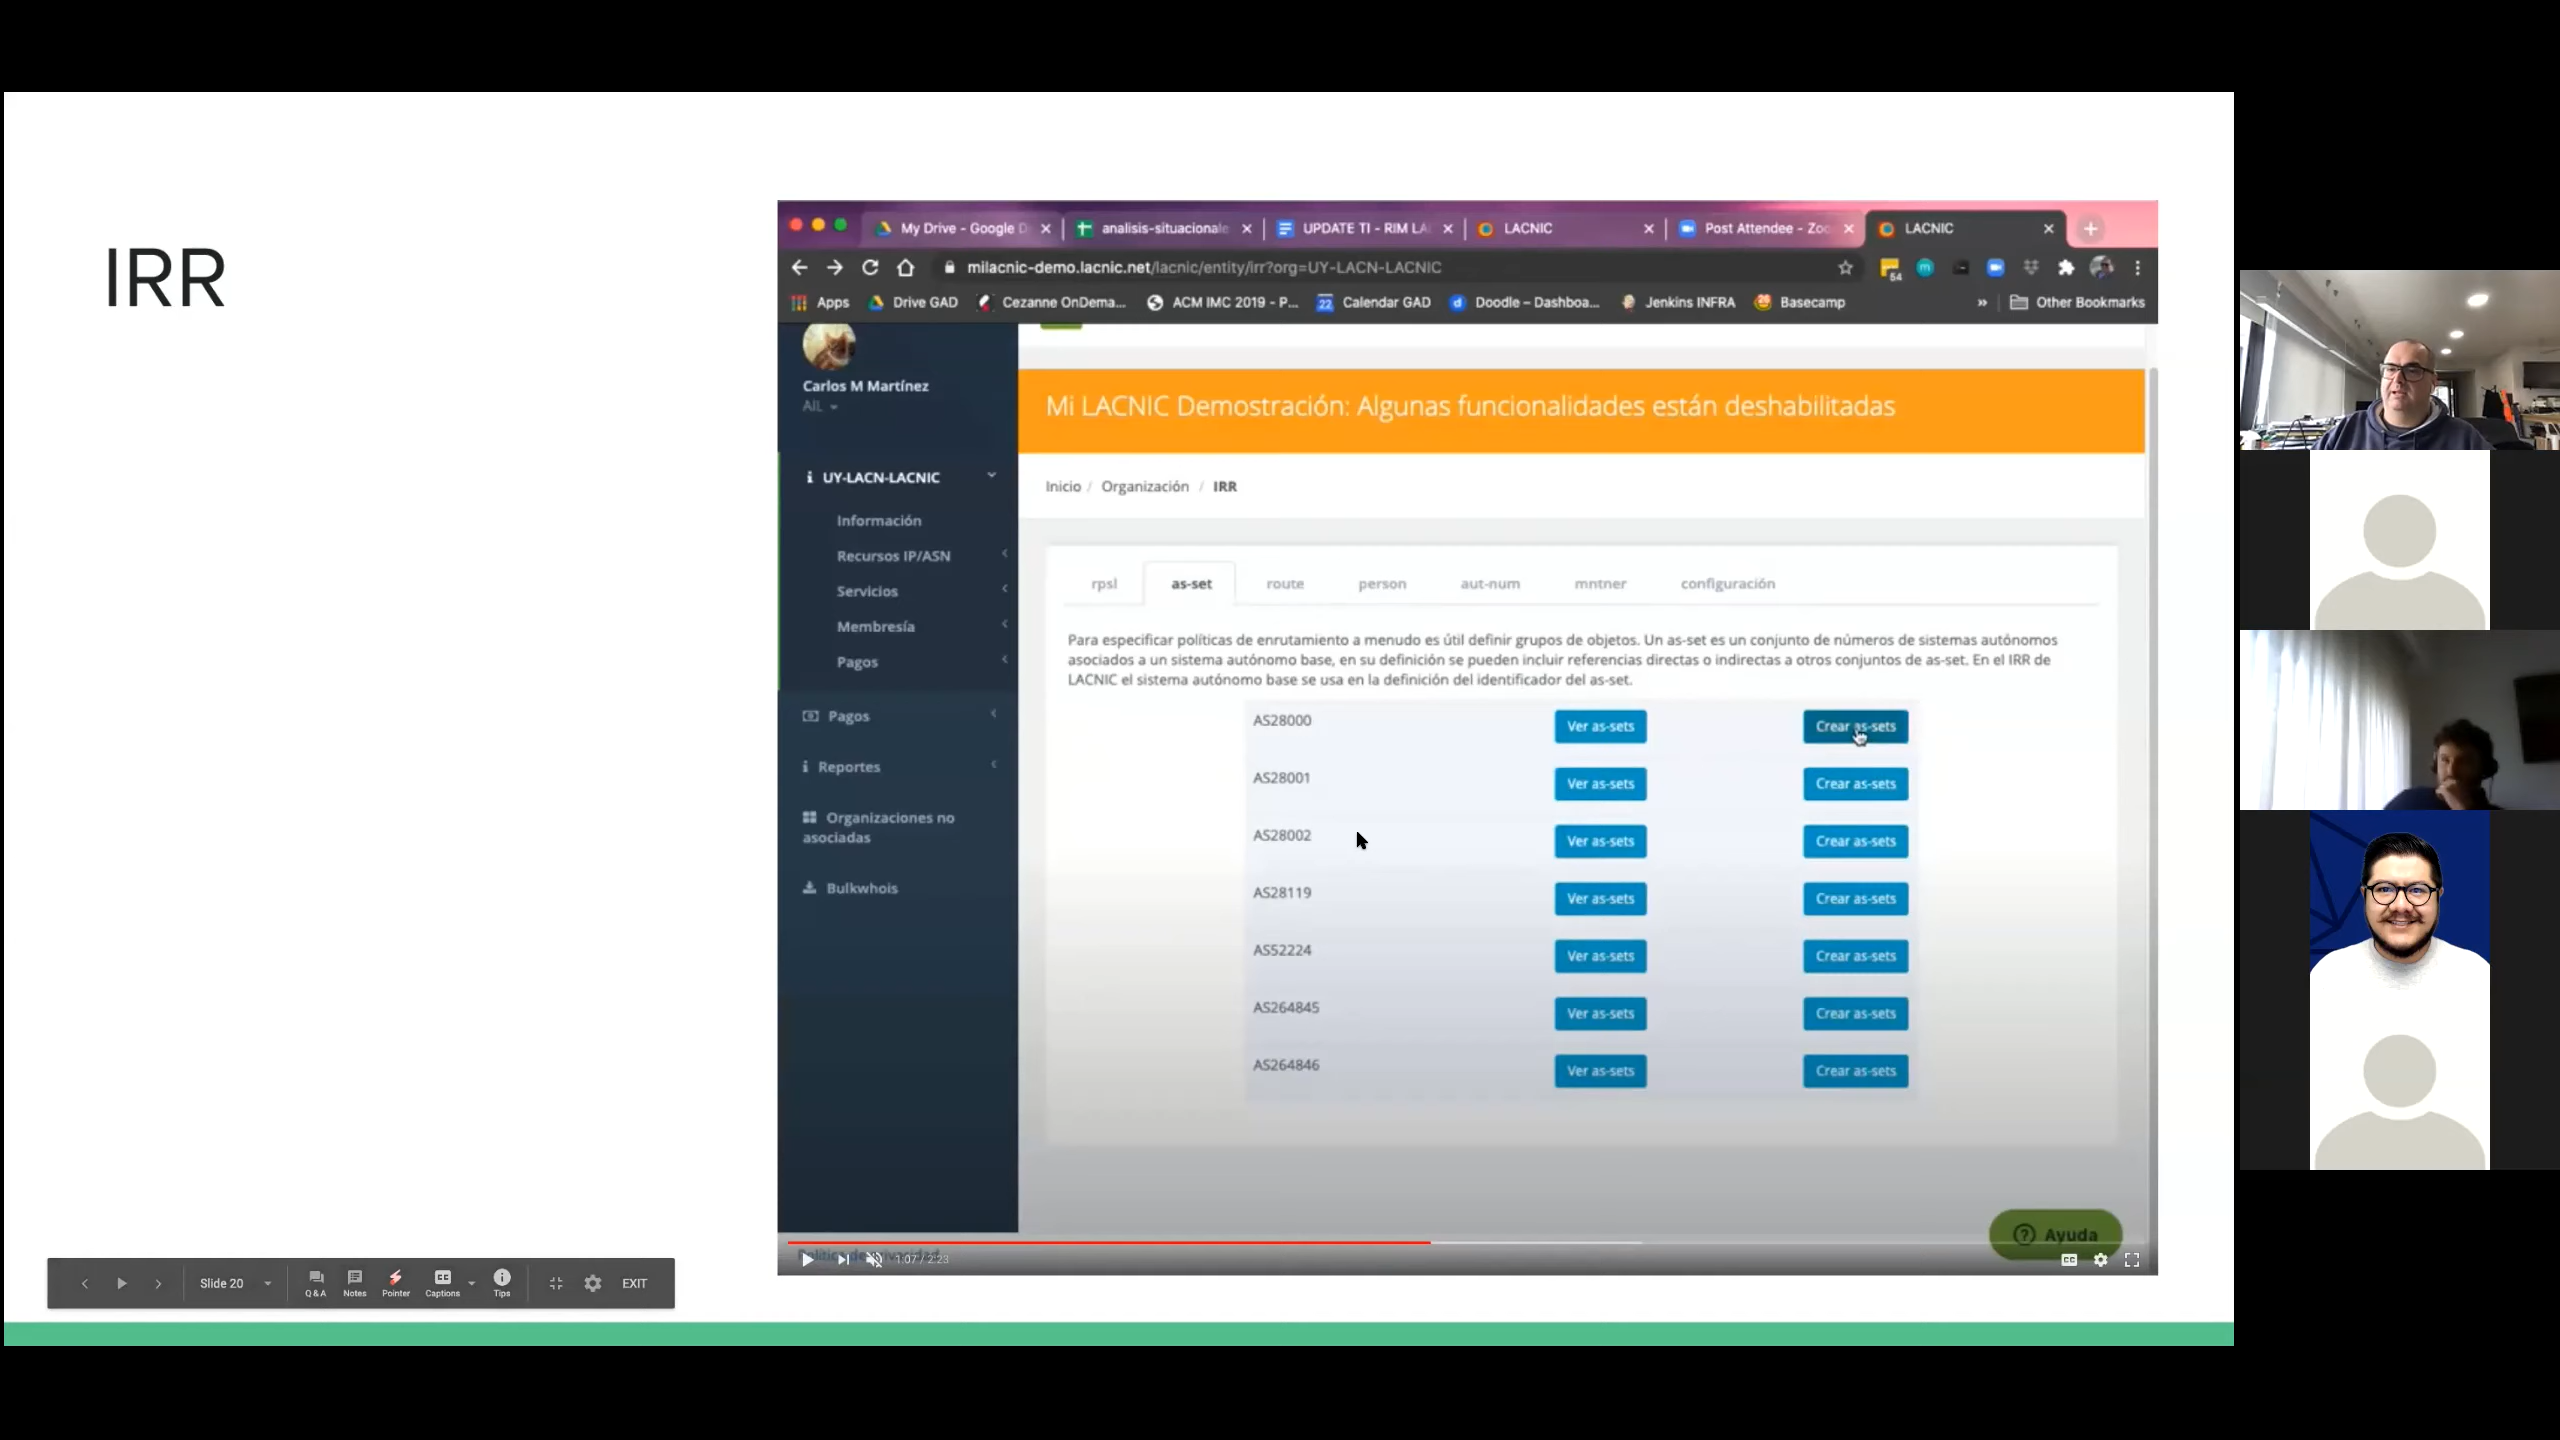 IRR
My Drive - Google D
analisis-situacionale
UPDATE TI - RIM LA
LACNIC
Post Attendee - Zoo
LACNIC
milacnic-demo.lacnic.net/lacnic/entity/irr?org=UY-LACN-LACNIC
54
Apps
Drive GAD
Cezanne OnDema...
ACM IMC 2019 - P...
22
Calendar GAD
Doodle – Dashboa...
Jenkins INFRA
Basecamp
»
Other Bookmarks
Carlos M Martínez
UY-LACN-LACNIC
Información
Recursos IP/ASN
Servicios
Membresía
Pagos
Pagos
Reportes
Organizaciones no
asociadas
Bulkwhois
Mi LACNIC Demostración: Algunas funcionalidades están deshabilitadas
Inicio / Organización / IRR
rpsl as-set route person aut-num mntner configuración
Para especificar políticas de enrutamiento a menudo es útil definir grupos de objetos. Un as-set es un conjunto de números de sistemas autónomos
asociados a un sistema autónomo base, en su definición se pueden incluir referencias directas o indirectas a otros conjuntos de as-set. En el IRR de
LACNIC el sistema autónomo base se usa en la definición del identificador del as-set.
AS28000 Ver as-sets Crear as-sets
AS28001 Ver as-sets Crear as-sets
AS28002 Ver as-sets Crear as-sets
AS28119 Ver as-sets Crear as-sets
AS52224 Ver as-sets Crear as-sets
AS264845 Ver as-sets Crear as-sets
AS264846 Ver as-sets Crear as-sets
Ayuda
Política de privacidad
1:07 / 2:23
CC
Slide 20
Q & A
Notes
Pointer
CC
Captions
Tips
EXIT